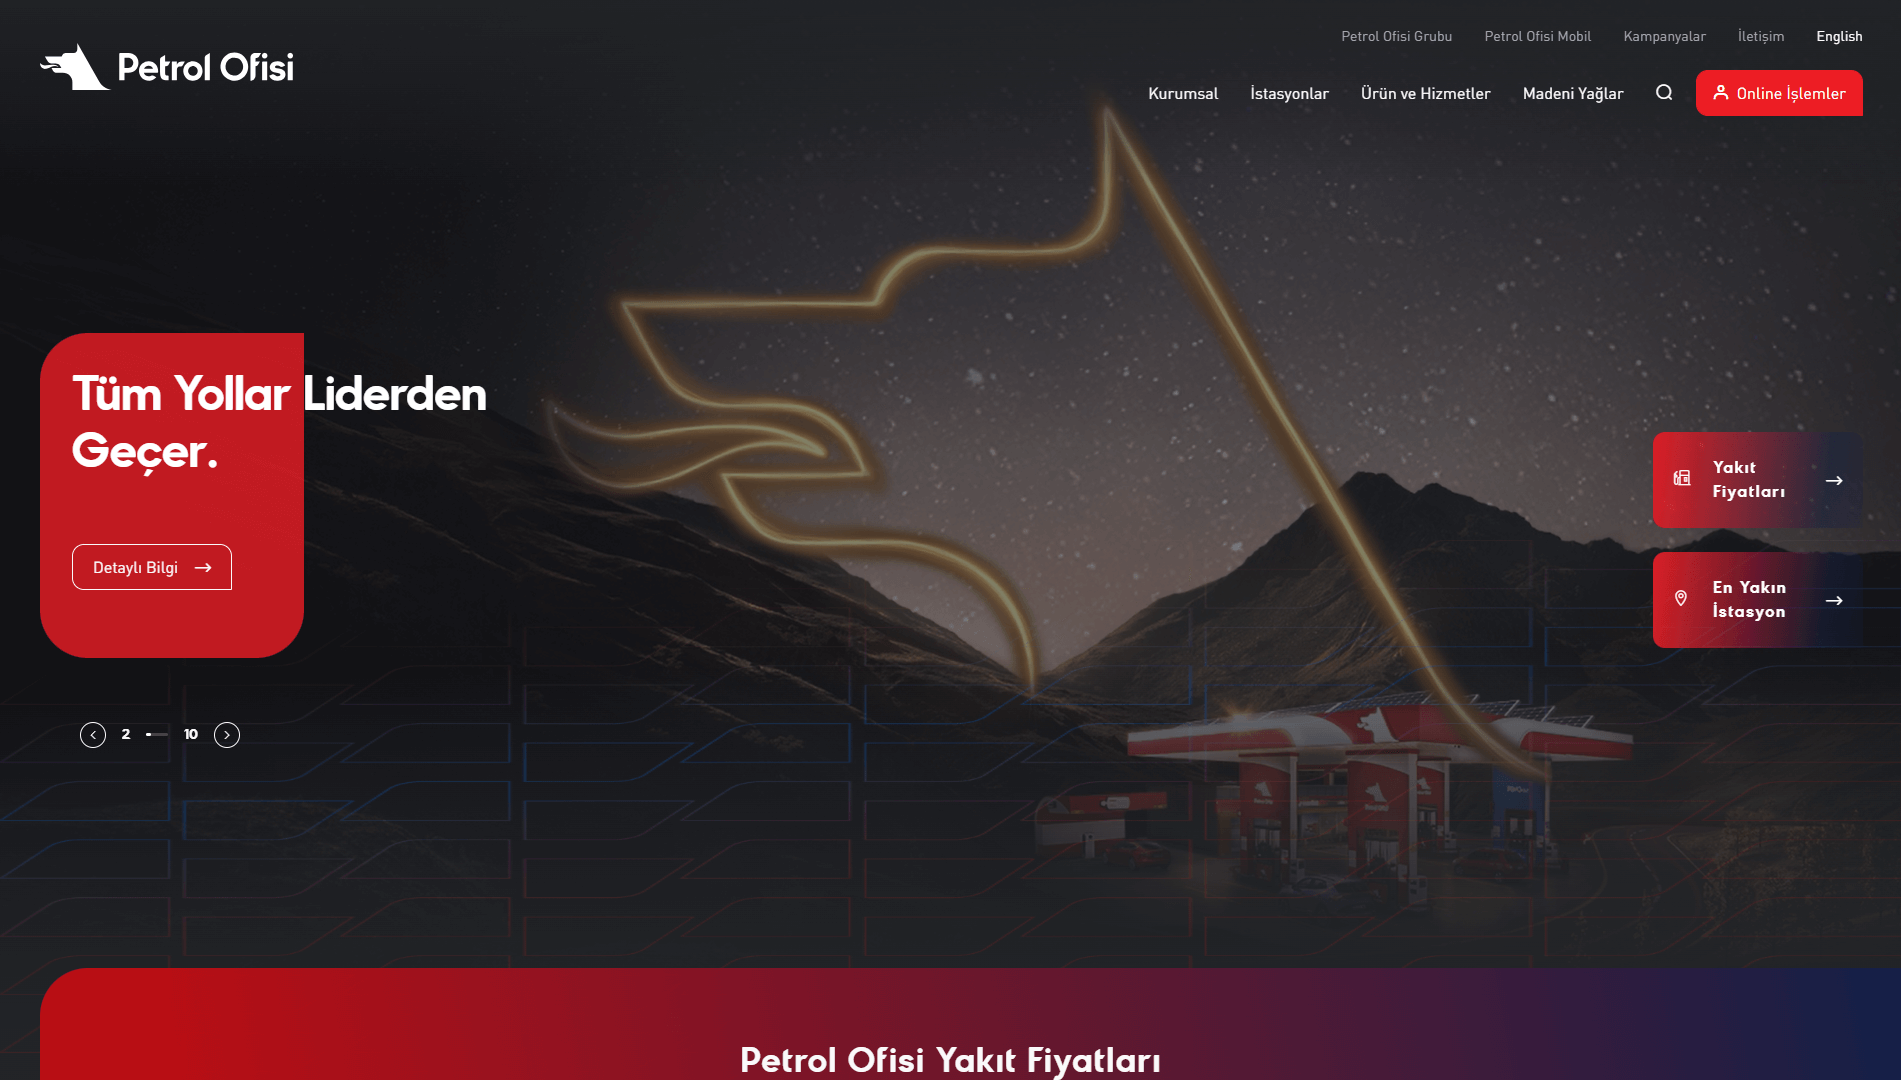 Petrol Ofisi Grubu
Petrol Ofisi Mobil
Kampanyalar
İletişim
English
Petrol Ofisi
Kurumsal
İstasyonlar
Ürün ve Hizmetler
Madeni Yağlar
Online İşlemler
Tüm Yollar Liderden
Geçer.
Detaylı Bilgi
2
10
Yakıt
Fiyatları
En Yakın
İstasyon
Petrol Ofisi Yakıt Fiyatları